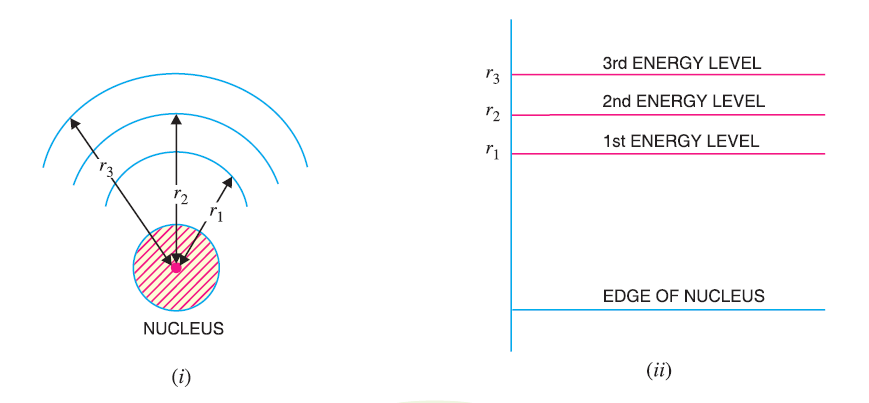 r3
r2
r1
NUCLEUS
(i)
3rd ENERGY LEVEL
r3
2nd ENERGY LEVEL
r2
1st ENERGY LEVEL
r1
EDGE OF NUCLEUS
(ii)